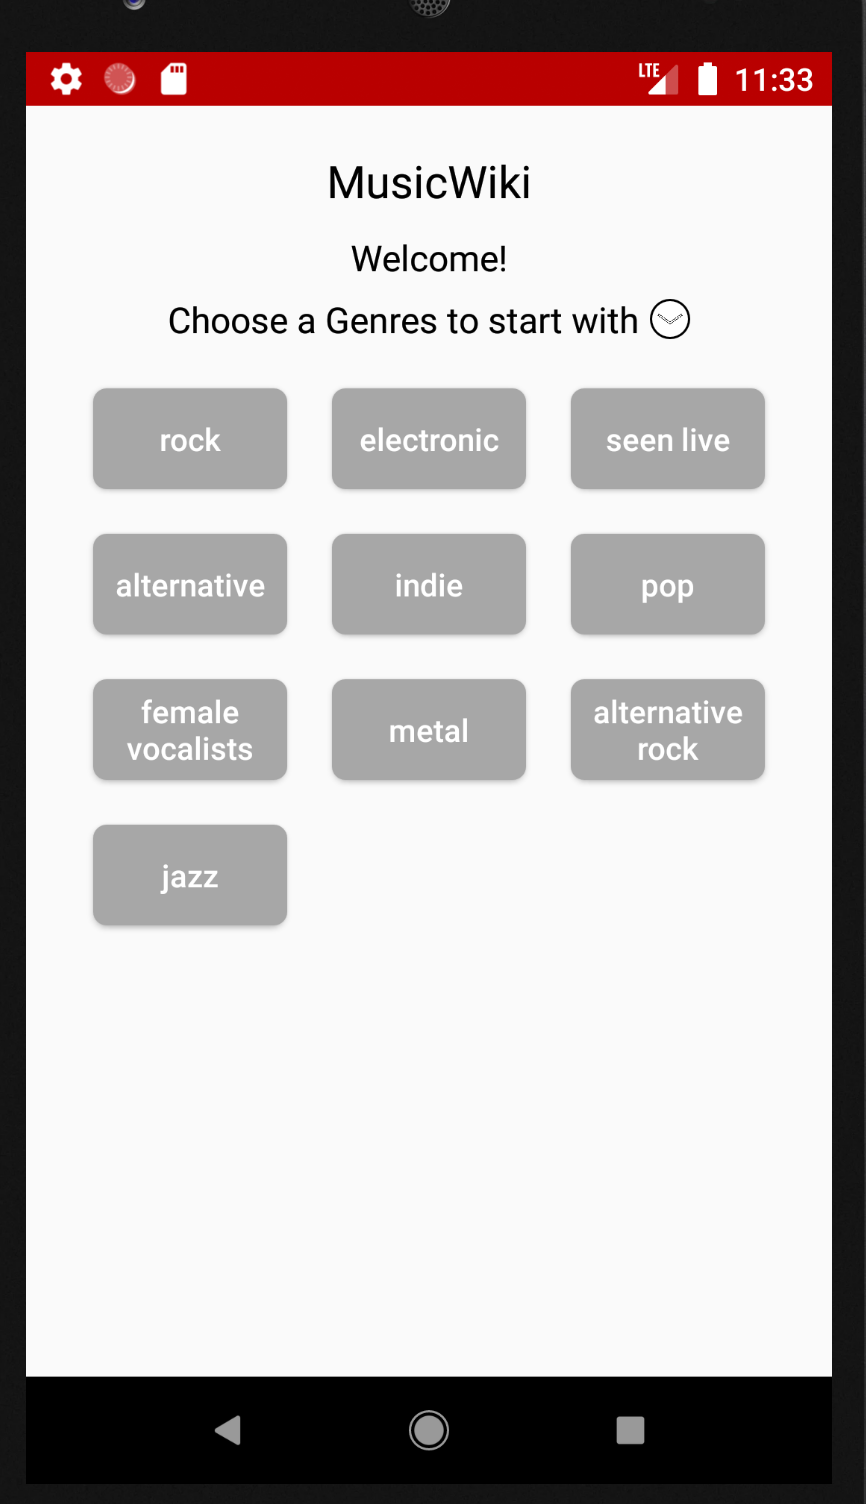 LTE 11:33
MusicWiki
Welcome!
Choose a Genres to start with
rock electronic seen live
alternative indie pop
female vocalists metal alternative rock
jazz